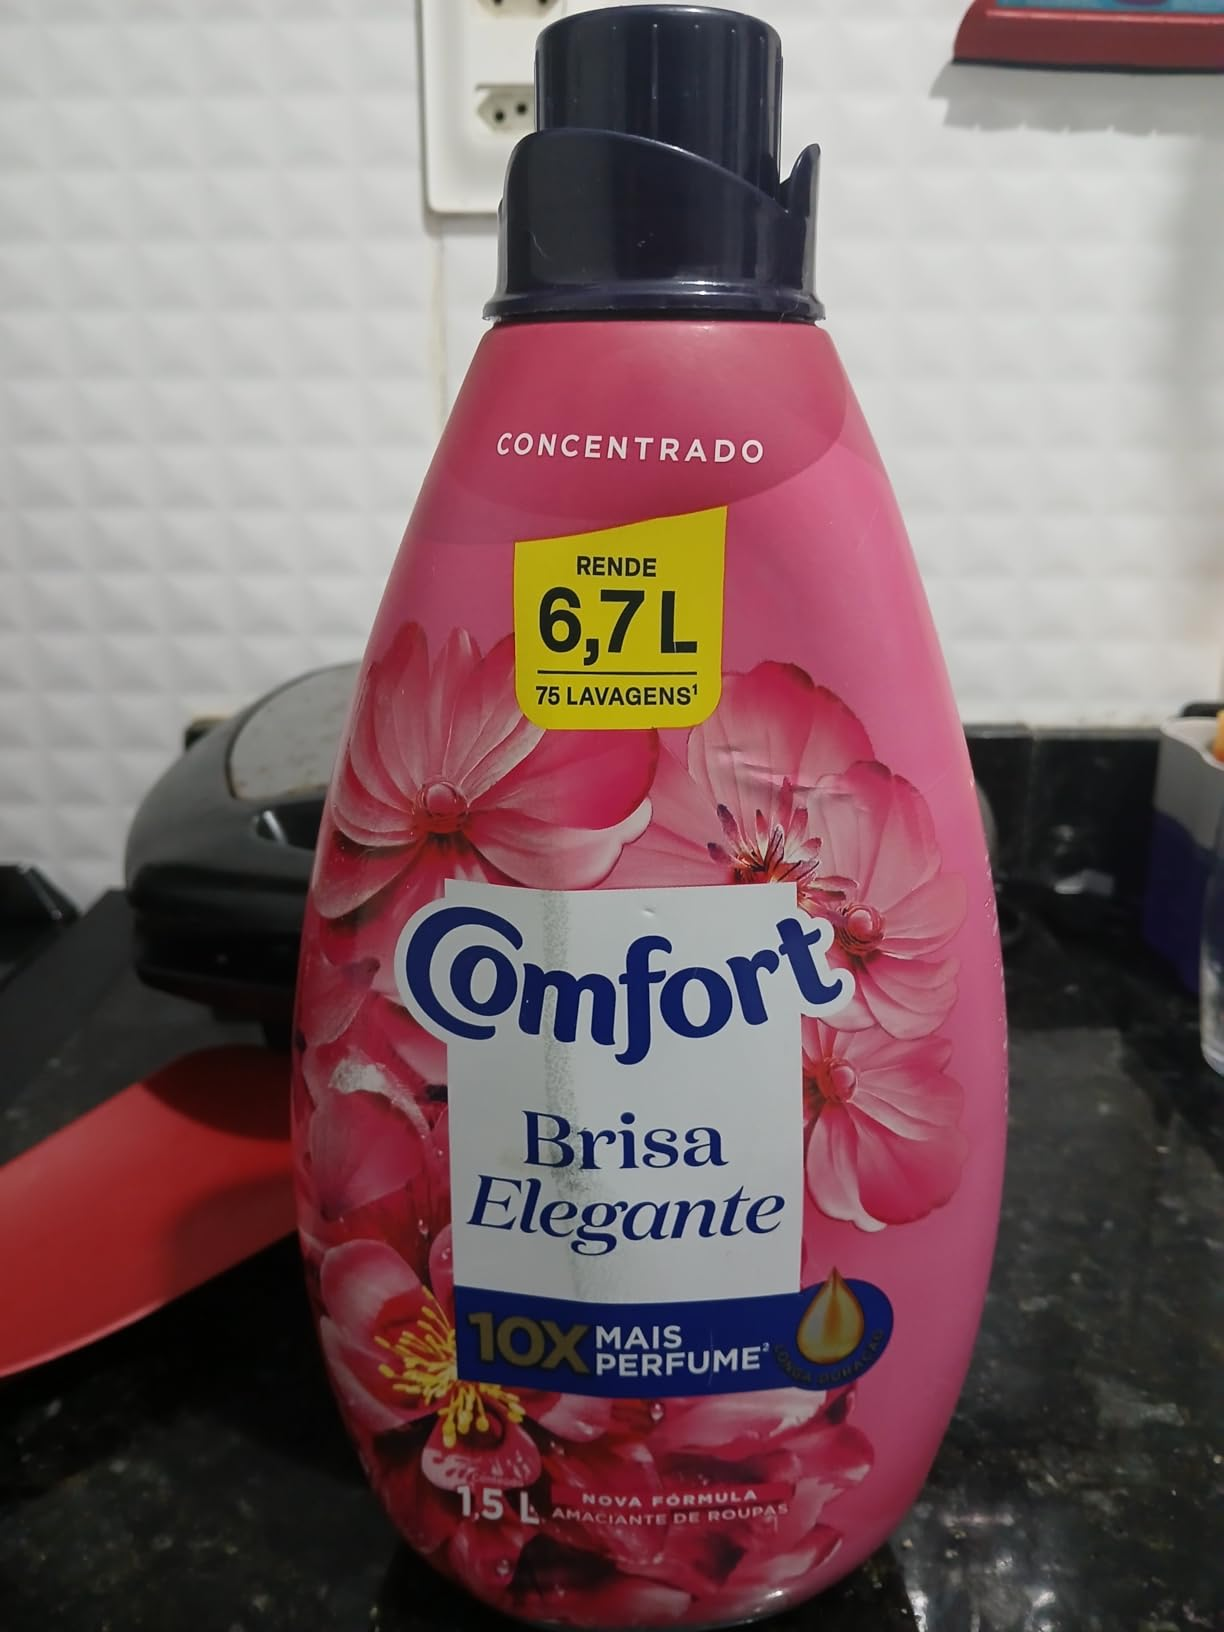 CONCENTRADO
RENDE
6,7 L
75 LAVAGENS¹
Comfort
Brisa
Elegante
10X MAIS
PERFUME²
LONGA DURAÇÃO
1,5 L
NOVA FÓRMULA
AMACIANTE DE ROUPAS